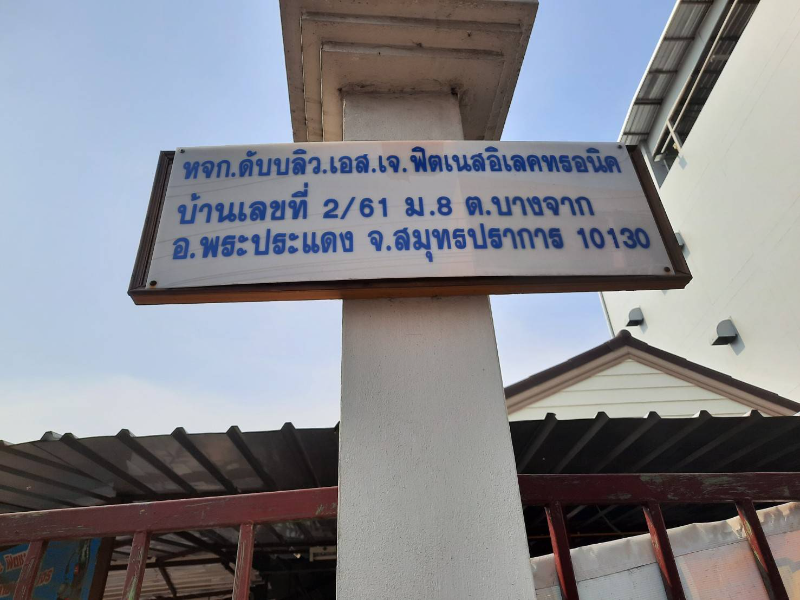 หจก.ดับบลิว.เอส.เจ.ฟิตเนสอิเลคทรอนิค
บ้านเลขที่ 2/61 ม.8 ต.บางจาก
อ.พระประแดง จ.สมุทรปราการ 10130